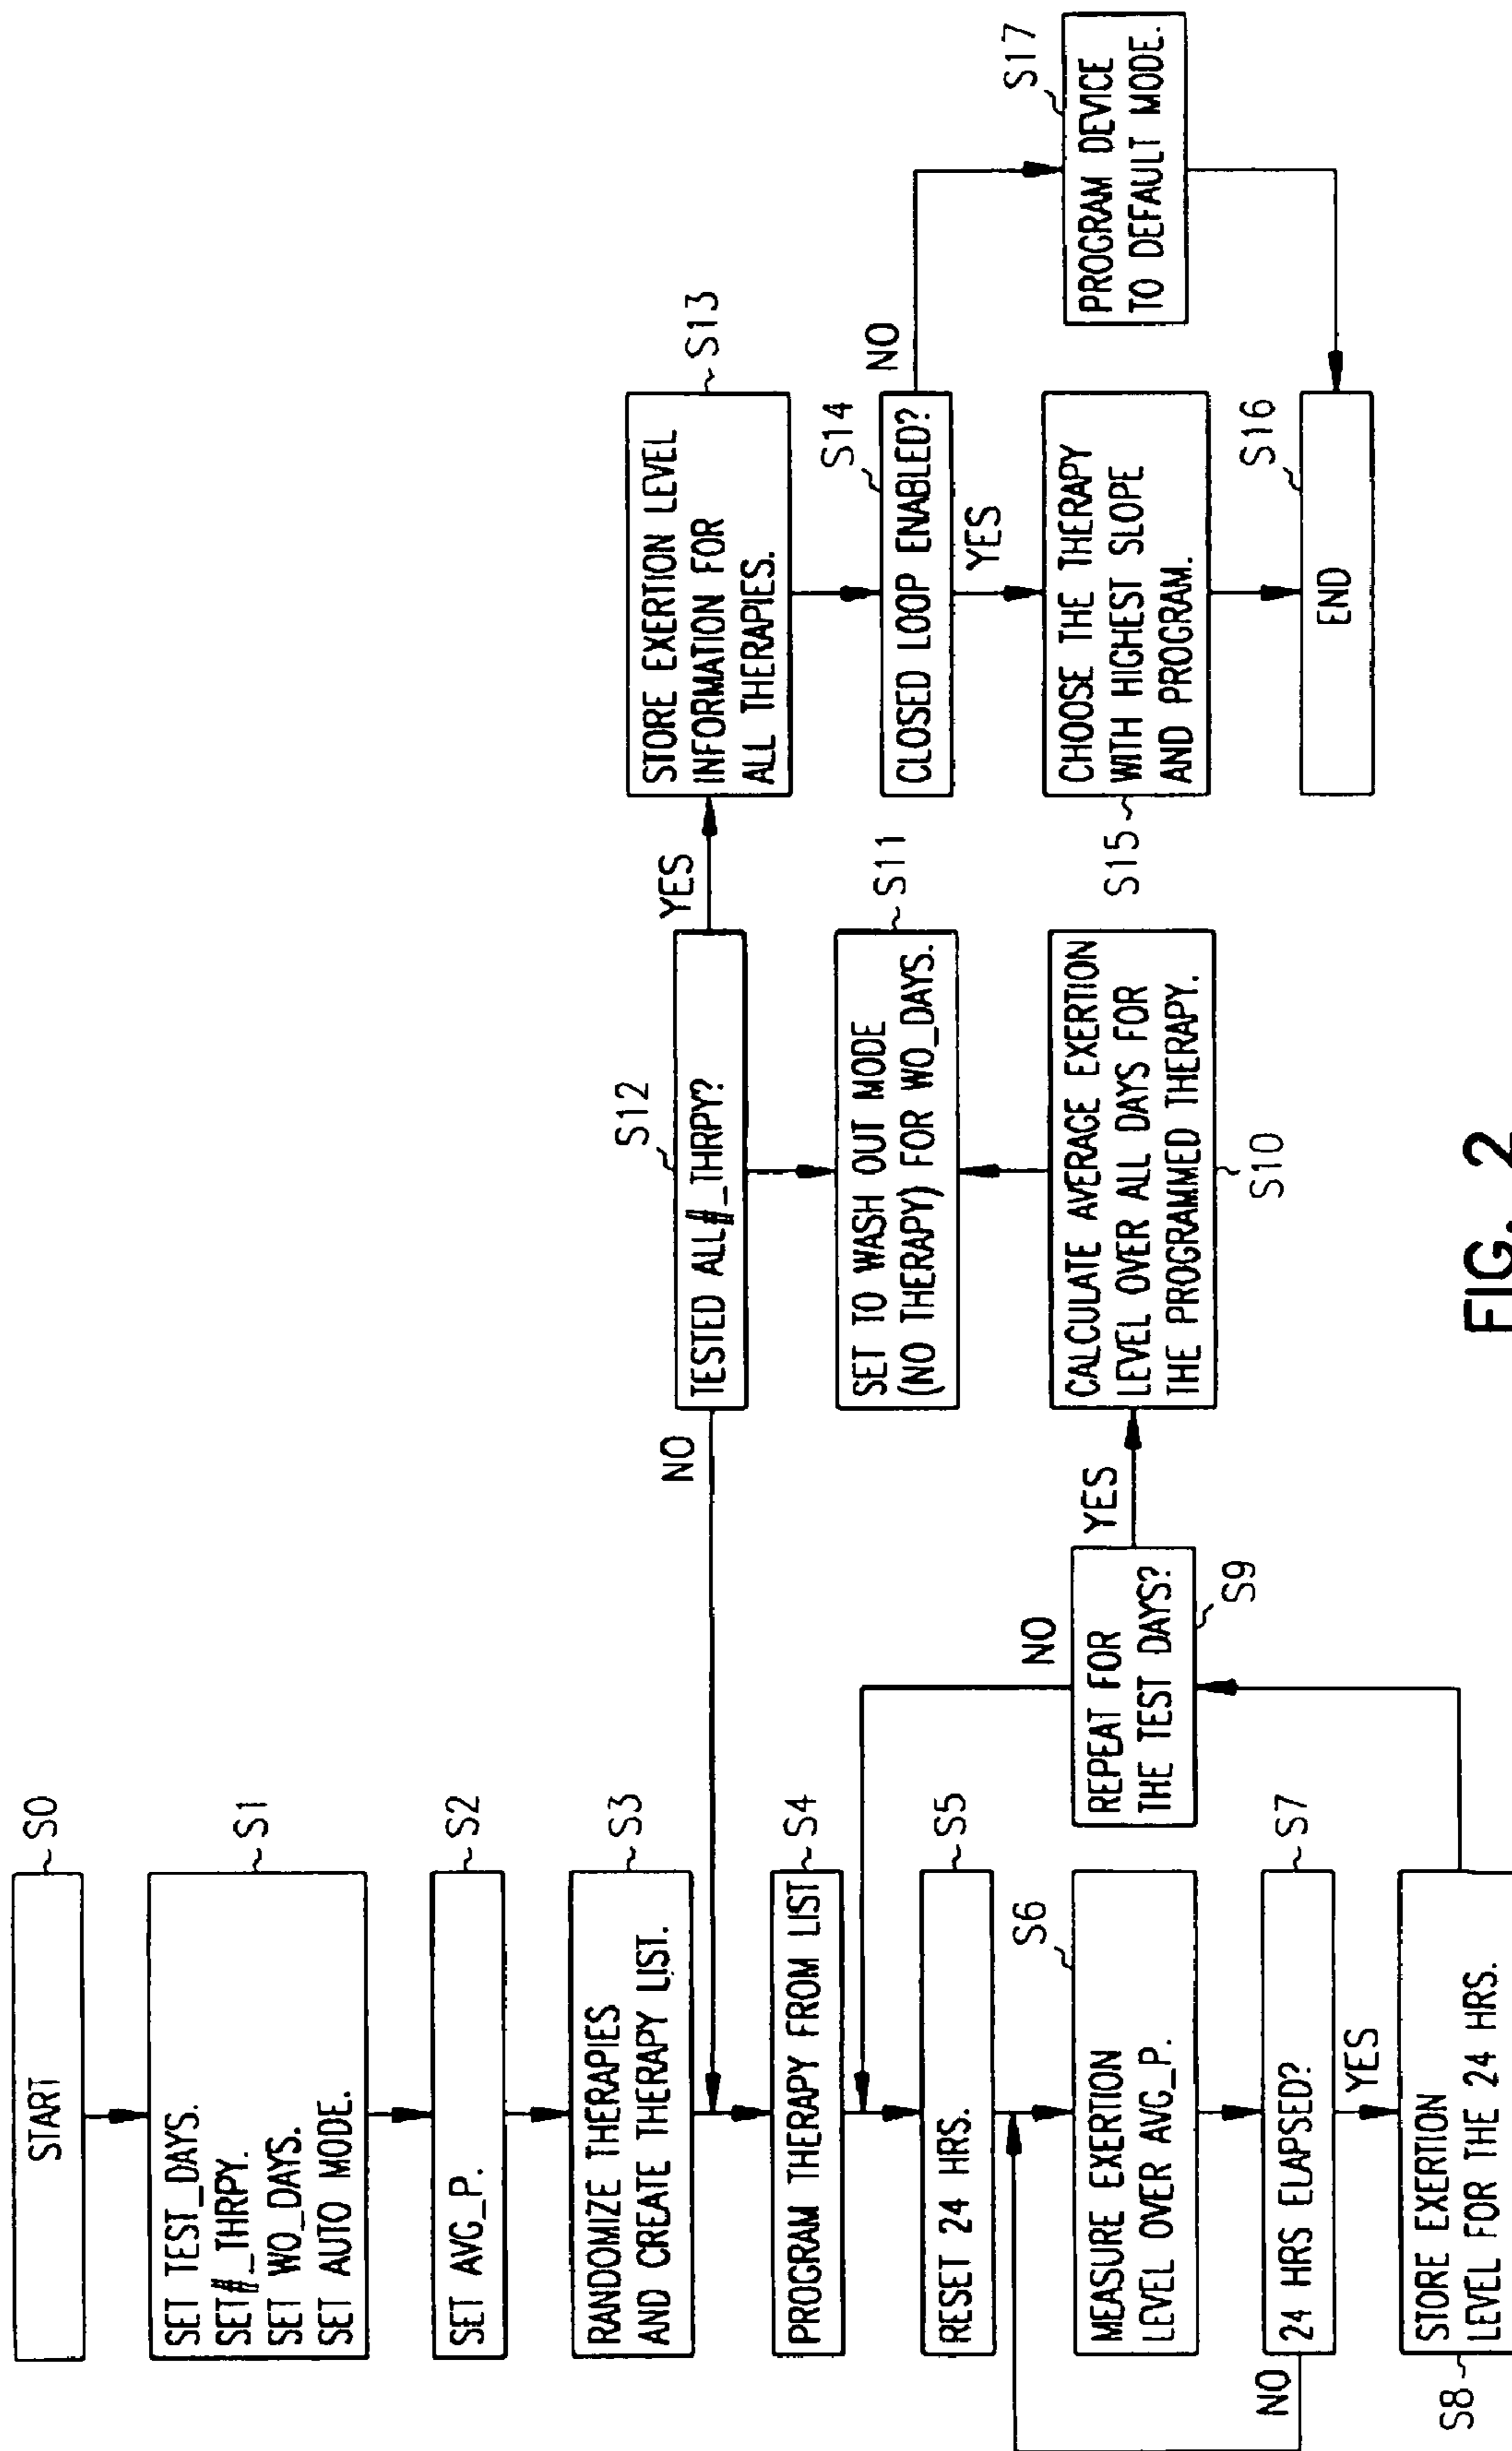 START
S0
SET TEST_DAYS.
SET #_THRPY.
SET WO_DAYS.
SET AUTO MODE.
S1
SET AVG_P.
S2
RANDOMIZE THERAPIES
AND CREATE THERAPY LIST.
S3
PROGRAM THERAPY FROM LIST
S4
RESET 24 HRS.
S5
MEASURE EXERTION
LEVEL OVER AVG_P.
S6
24 HRS ELAPSED?
S7
NO
YES
STORE EXERTION
LEVEL FOR THE 24 HRS.
S8
REPEAT FOR
THE TEST DAYS?
S9
NO
YES
CALCULATE AVERAGE EXERTION
LEVEL OVER ALL DAYS FOR
THE PROGRAMMED THERAPY.
S10
SET TO WASH OUT MODE
(NO THERAPY) FOR WO_DAYS.
S11
TESTED ALL #_THRPY?
S12
NO
YES
STORE EXERTION LEVEL
INFORMATION FOR
ALL THERAPIES.
S13
CLOSED LOOP ENABLED?
S14
NO
YES
CHOOSE THE THERAPY
WITH HIGHEST SLOPE
AND PROGRAM.
S15
END
S16
PROGRAM DEVICE
TO DEFAULT MODE.
S17
FIG. 2